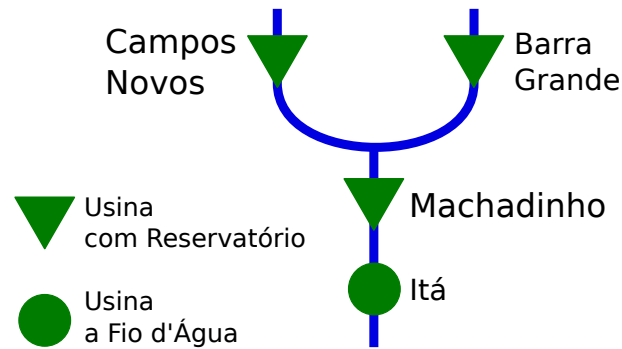 Campos
Novos
Barra
Grande
Machadinho
Usina
com Reservatório
Itá
Usina
a Fio d'Água